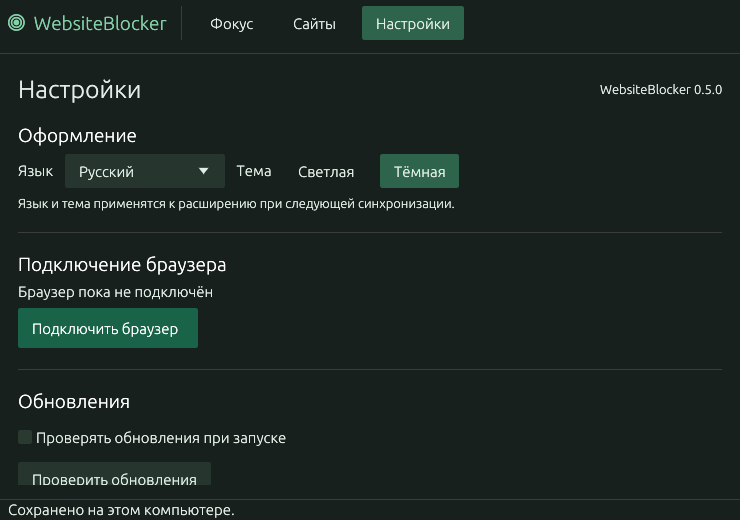 WebsiteBlocker Фокус Сайты Настройки
Настройки WebsiteBlocker 0.5.0
Оформление
Язык Русский Тема Светлая Тёмная
Язык и тема применятся к расширению при следующей синхронизации.
Подключение браузера
Браузер пока не подключён
Подключить браузер
Обновления
Проверять обновления при запуске
Проверить обновления
Сохранено на этом компьютере.